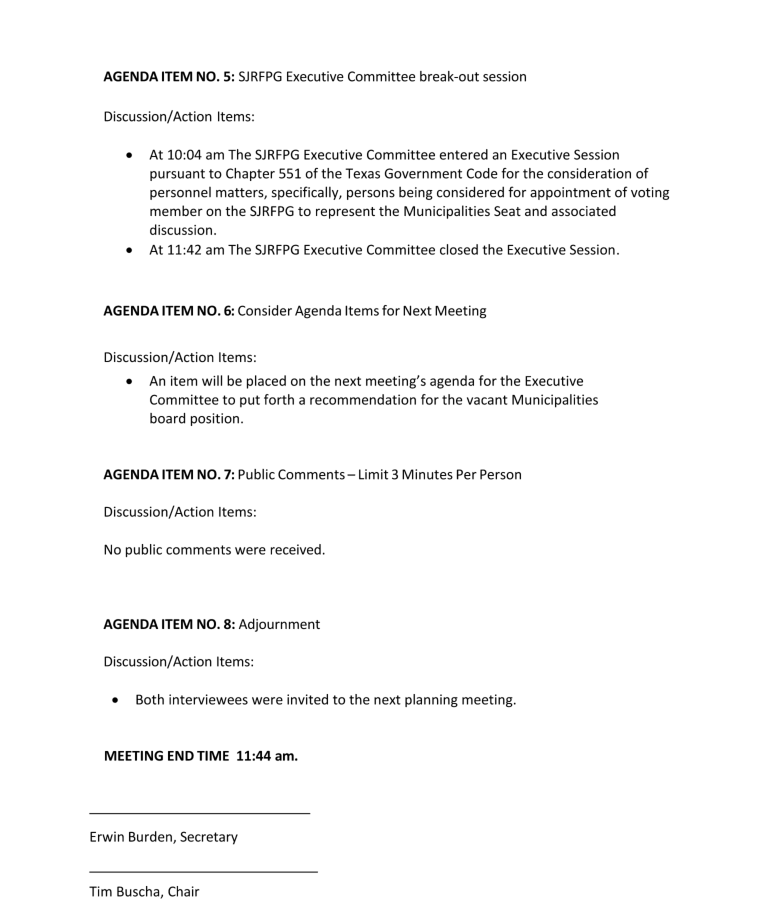 AGENDA ITEM NO. 5: SJRFPG Executive Committee break-out session
Discussion/Action Items:
• At 10:04 am The SJRFPG Executive Committee entered an Executive Session
pursuant to Chapter 551 of the Texas Government Code for the consideration of
personnel matters, specifically, persons being considered for appointment of voting
member on the SJRFPG to represent the Municipalities Seat and associated
discussion.
• At 11:42 am The SJRFPG Executive Committee closed the Executive Session.
AGENDA ITEM NO. 6: Consider Agenda Items for Next Meeting
Discussion/Action Items:
• An item will be placed on the next meeting’s agenda for the Executive
Committee to put forth a recommendation for the vacant Municipalities
board position.
AGENDA ITEM NO. 7: Public Comments – Limit 3 Minutes Per Person
Discussion/Action Items:
No public comments were received.
AGENDA ITEM NO. 8: Adjournment
Discussion/Action Items:
• Both interviewees were invited to the next planning meeting.
MEETING END TIME 11:44 am.
Erwin Burden, Secretary
Tim Buscha, Chair